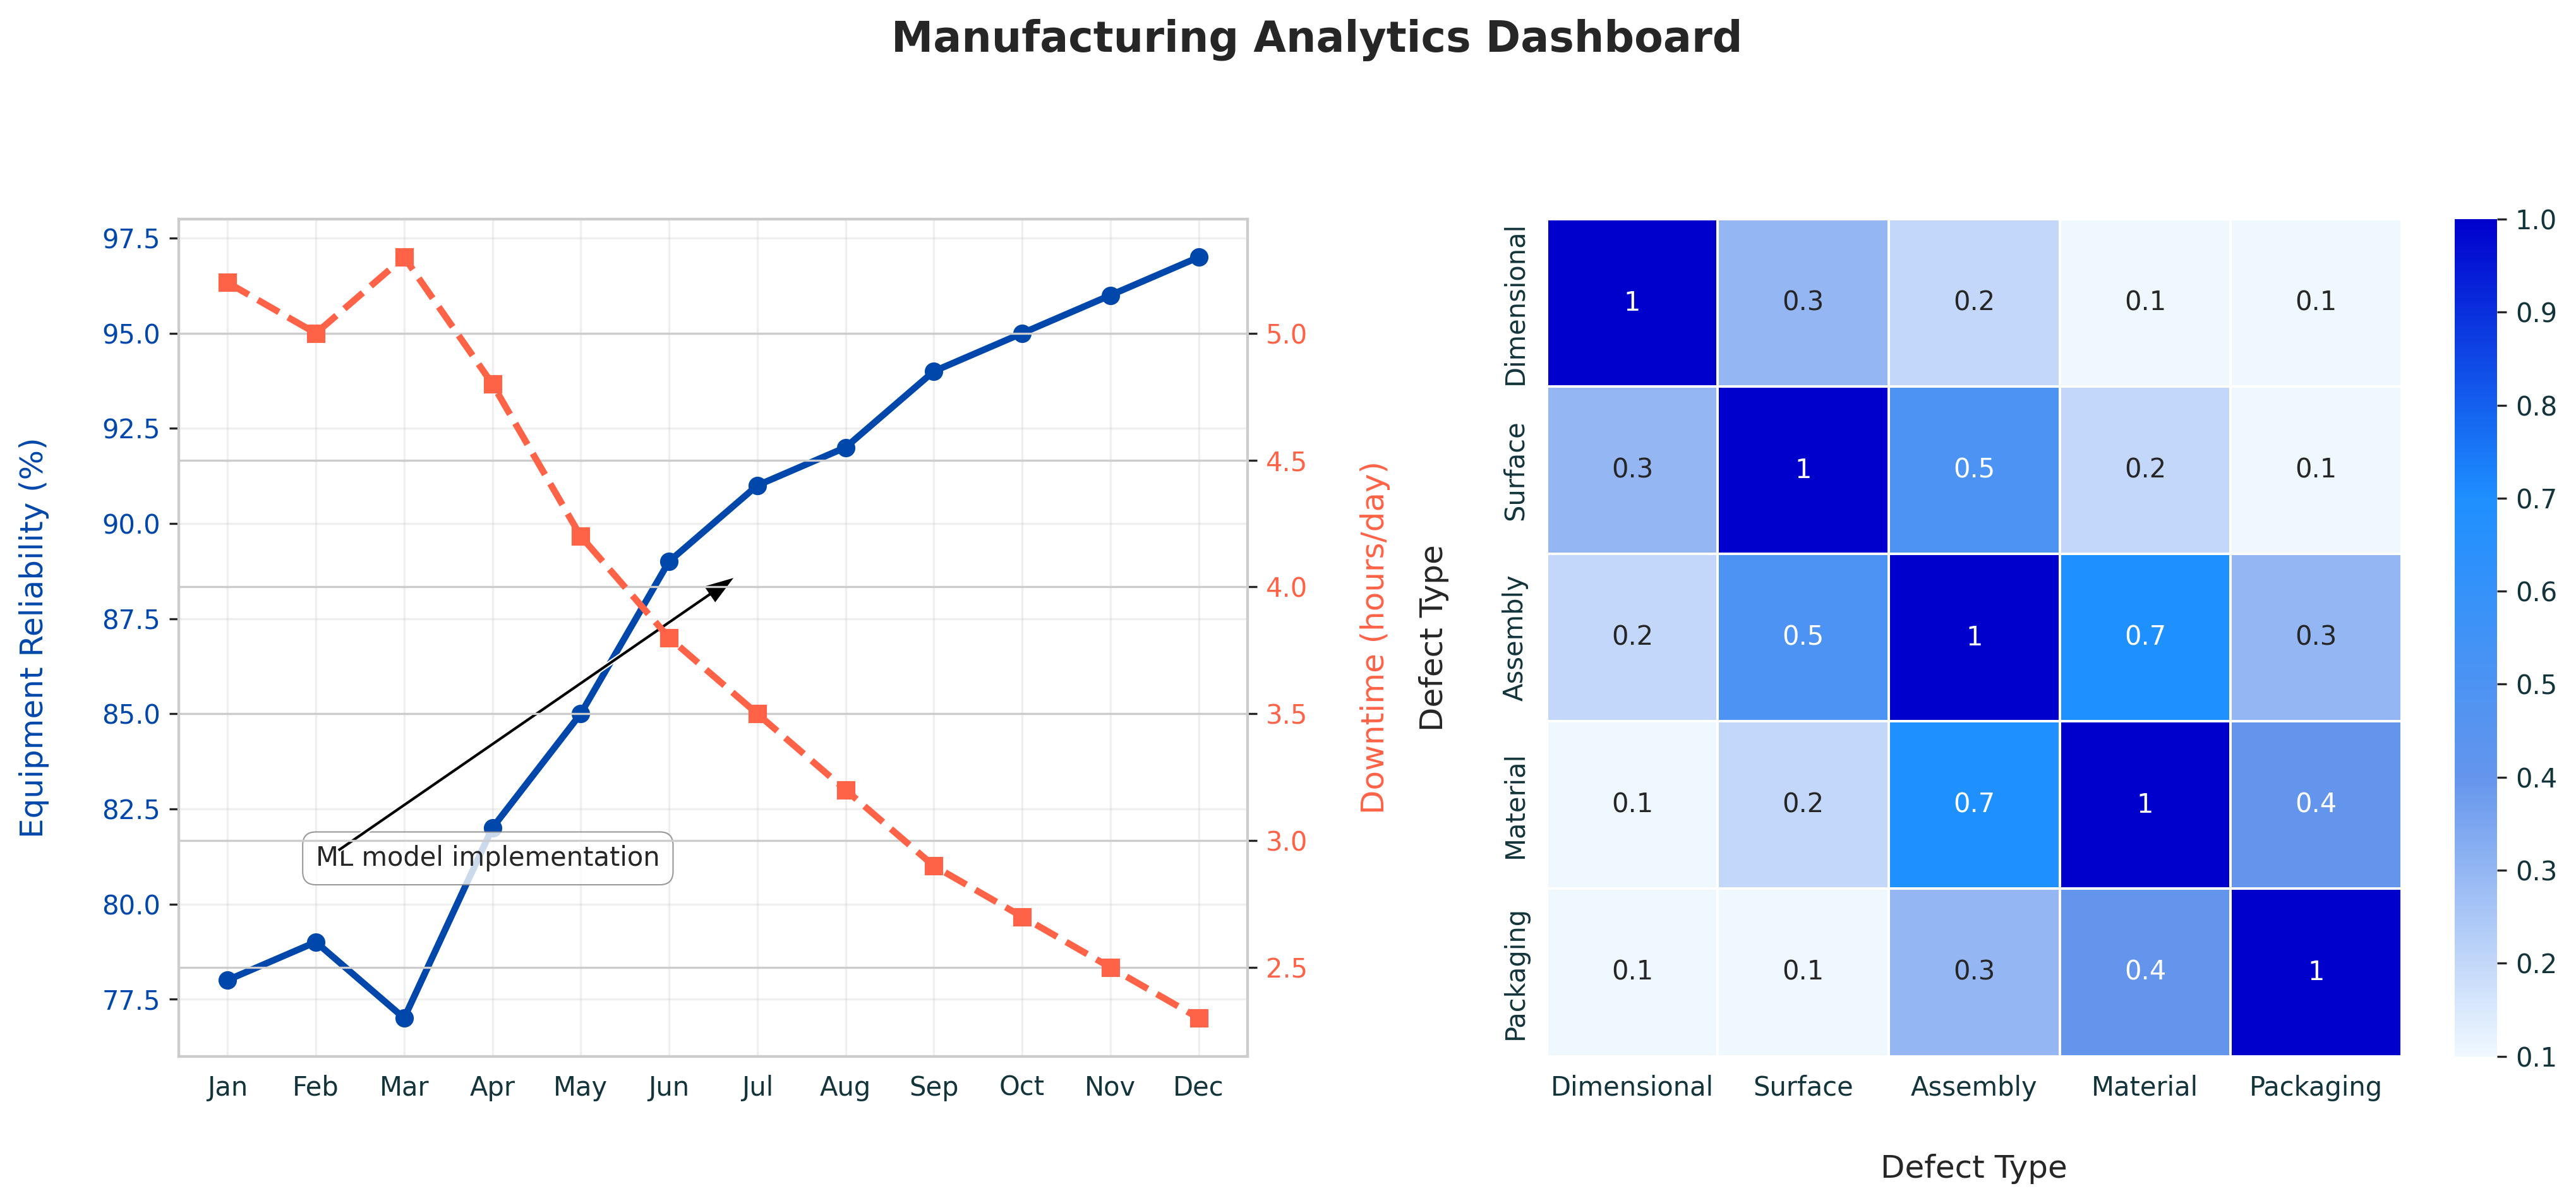 Manufacturing Analytics Dashboard
Equipment Reliability (%)
97.5
95.0
92.5
90.0
87.5
85.0
82.5
80.0
77.5
ML model implementation
Jan Feb Mar Apr May Jun Jul Aug Sep Oct Nov Dec
5.0
4.5
4.0
3.5
3.0
2.5
Downtime (hours/day)
Defect Type
Dimensional 1 0.3 0.2 0.1 0.1
Surface 0.3 1 0.5 0.2 0.1
Assembly 0.2 0.5 1 0.7 0.3
Material 0.1 0.2 0.7 1 0.4
Packaging 0.1 0.1 0.3 0.4 1
Dimensional Surface Assembly Material Packaging
Defect Type
1.0
0.9
0.8
0.7
0.6
0.5
0.4
0.3
0.2
0.1